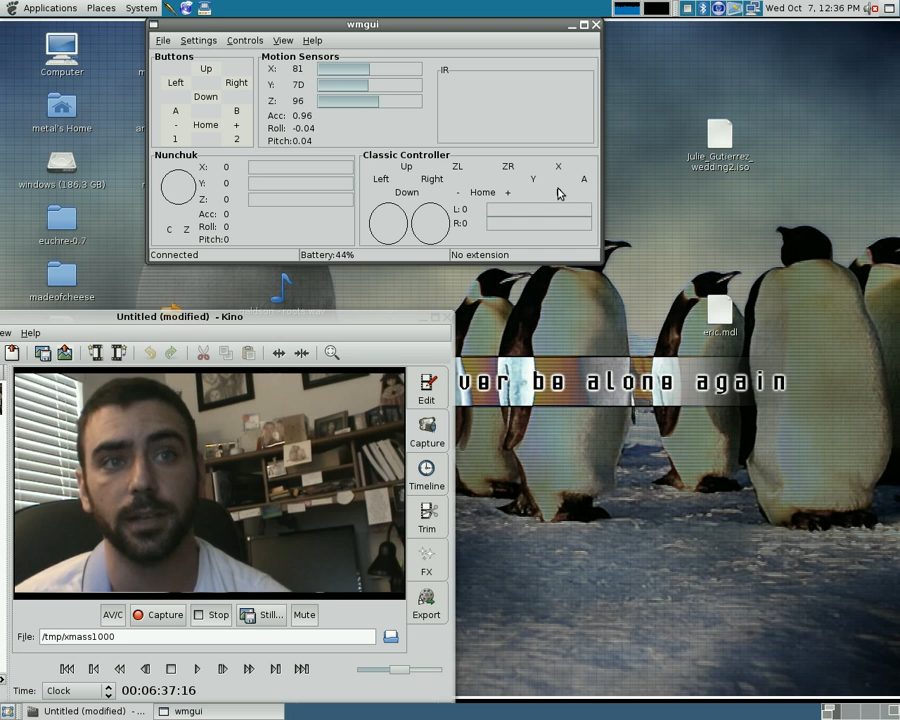 Applications Places System Wed Oct 7, 12:36 PM
wmgui
File Settings Controls View Help
Buttons
Up
Left Right
Down
A B
- Home +
1 2
Motion Sensors
X: 81
Y: 7D
Z: 96
Acc: 0.96
Roll: -0.04
Pitch:0.04
IR
Nunchuk
X: 0
Y: 0
Z: 0
Acc: 0
Roll: 0
Pitch:0
C Z
Classic Controller
Up ZL ZR X
Left Right Y A
Down - Home +
L: 0
R:0
Connected Battery:44% No extension
Computer
metal's Home
windows (186.3 GB)
euchre-0.7
madeofcheese
Julie_Gutierrez_
wedding2.iso
eric.mdl
ver be alone again
Untitled (modified) - Kino
ew Help
Edit
Capture
Timeline
Trim
FX
Export
AV/C Capture Stop Still... Mute
File: /tmp/xmass1000
Time: Clock 00:06:37:16
Untitled (modified) - ... wmgui